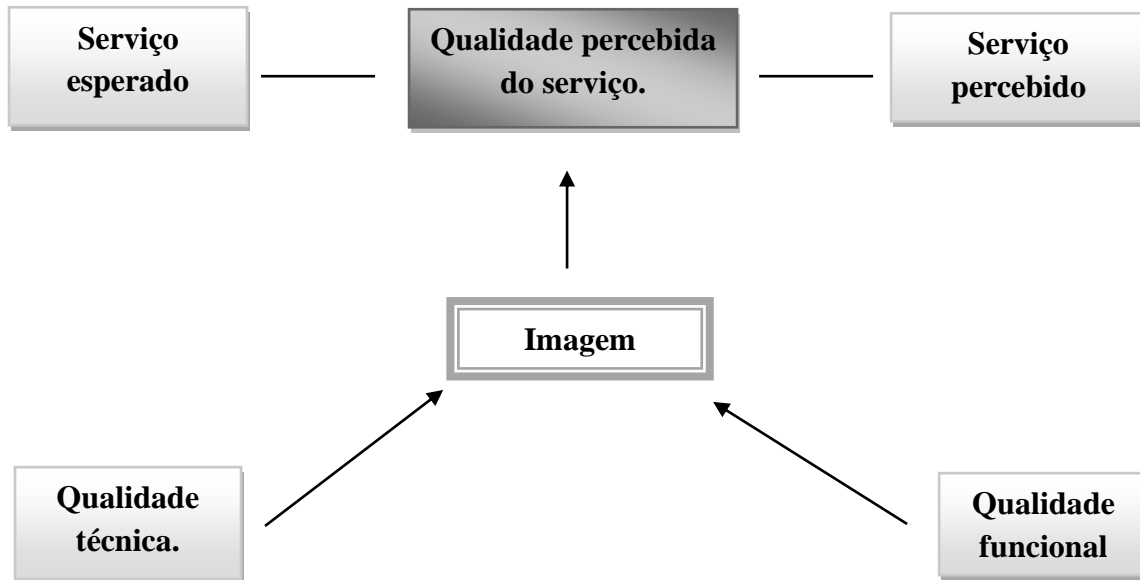 Serviço
esperado
Qualidade percebida
do serviço.
Serviço
percebido
Imagem
Qualidade
técnica.
Qualidade
funcional